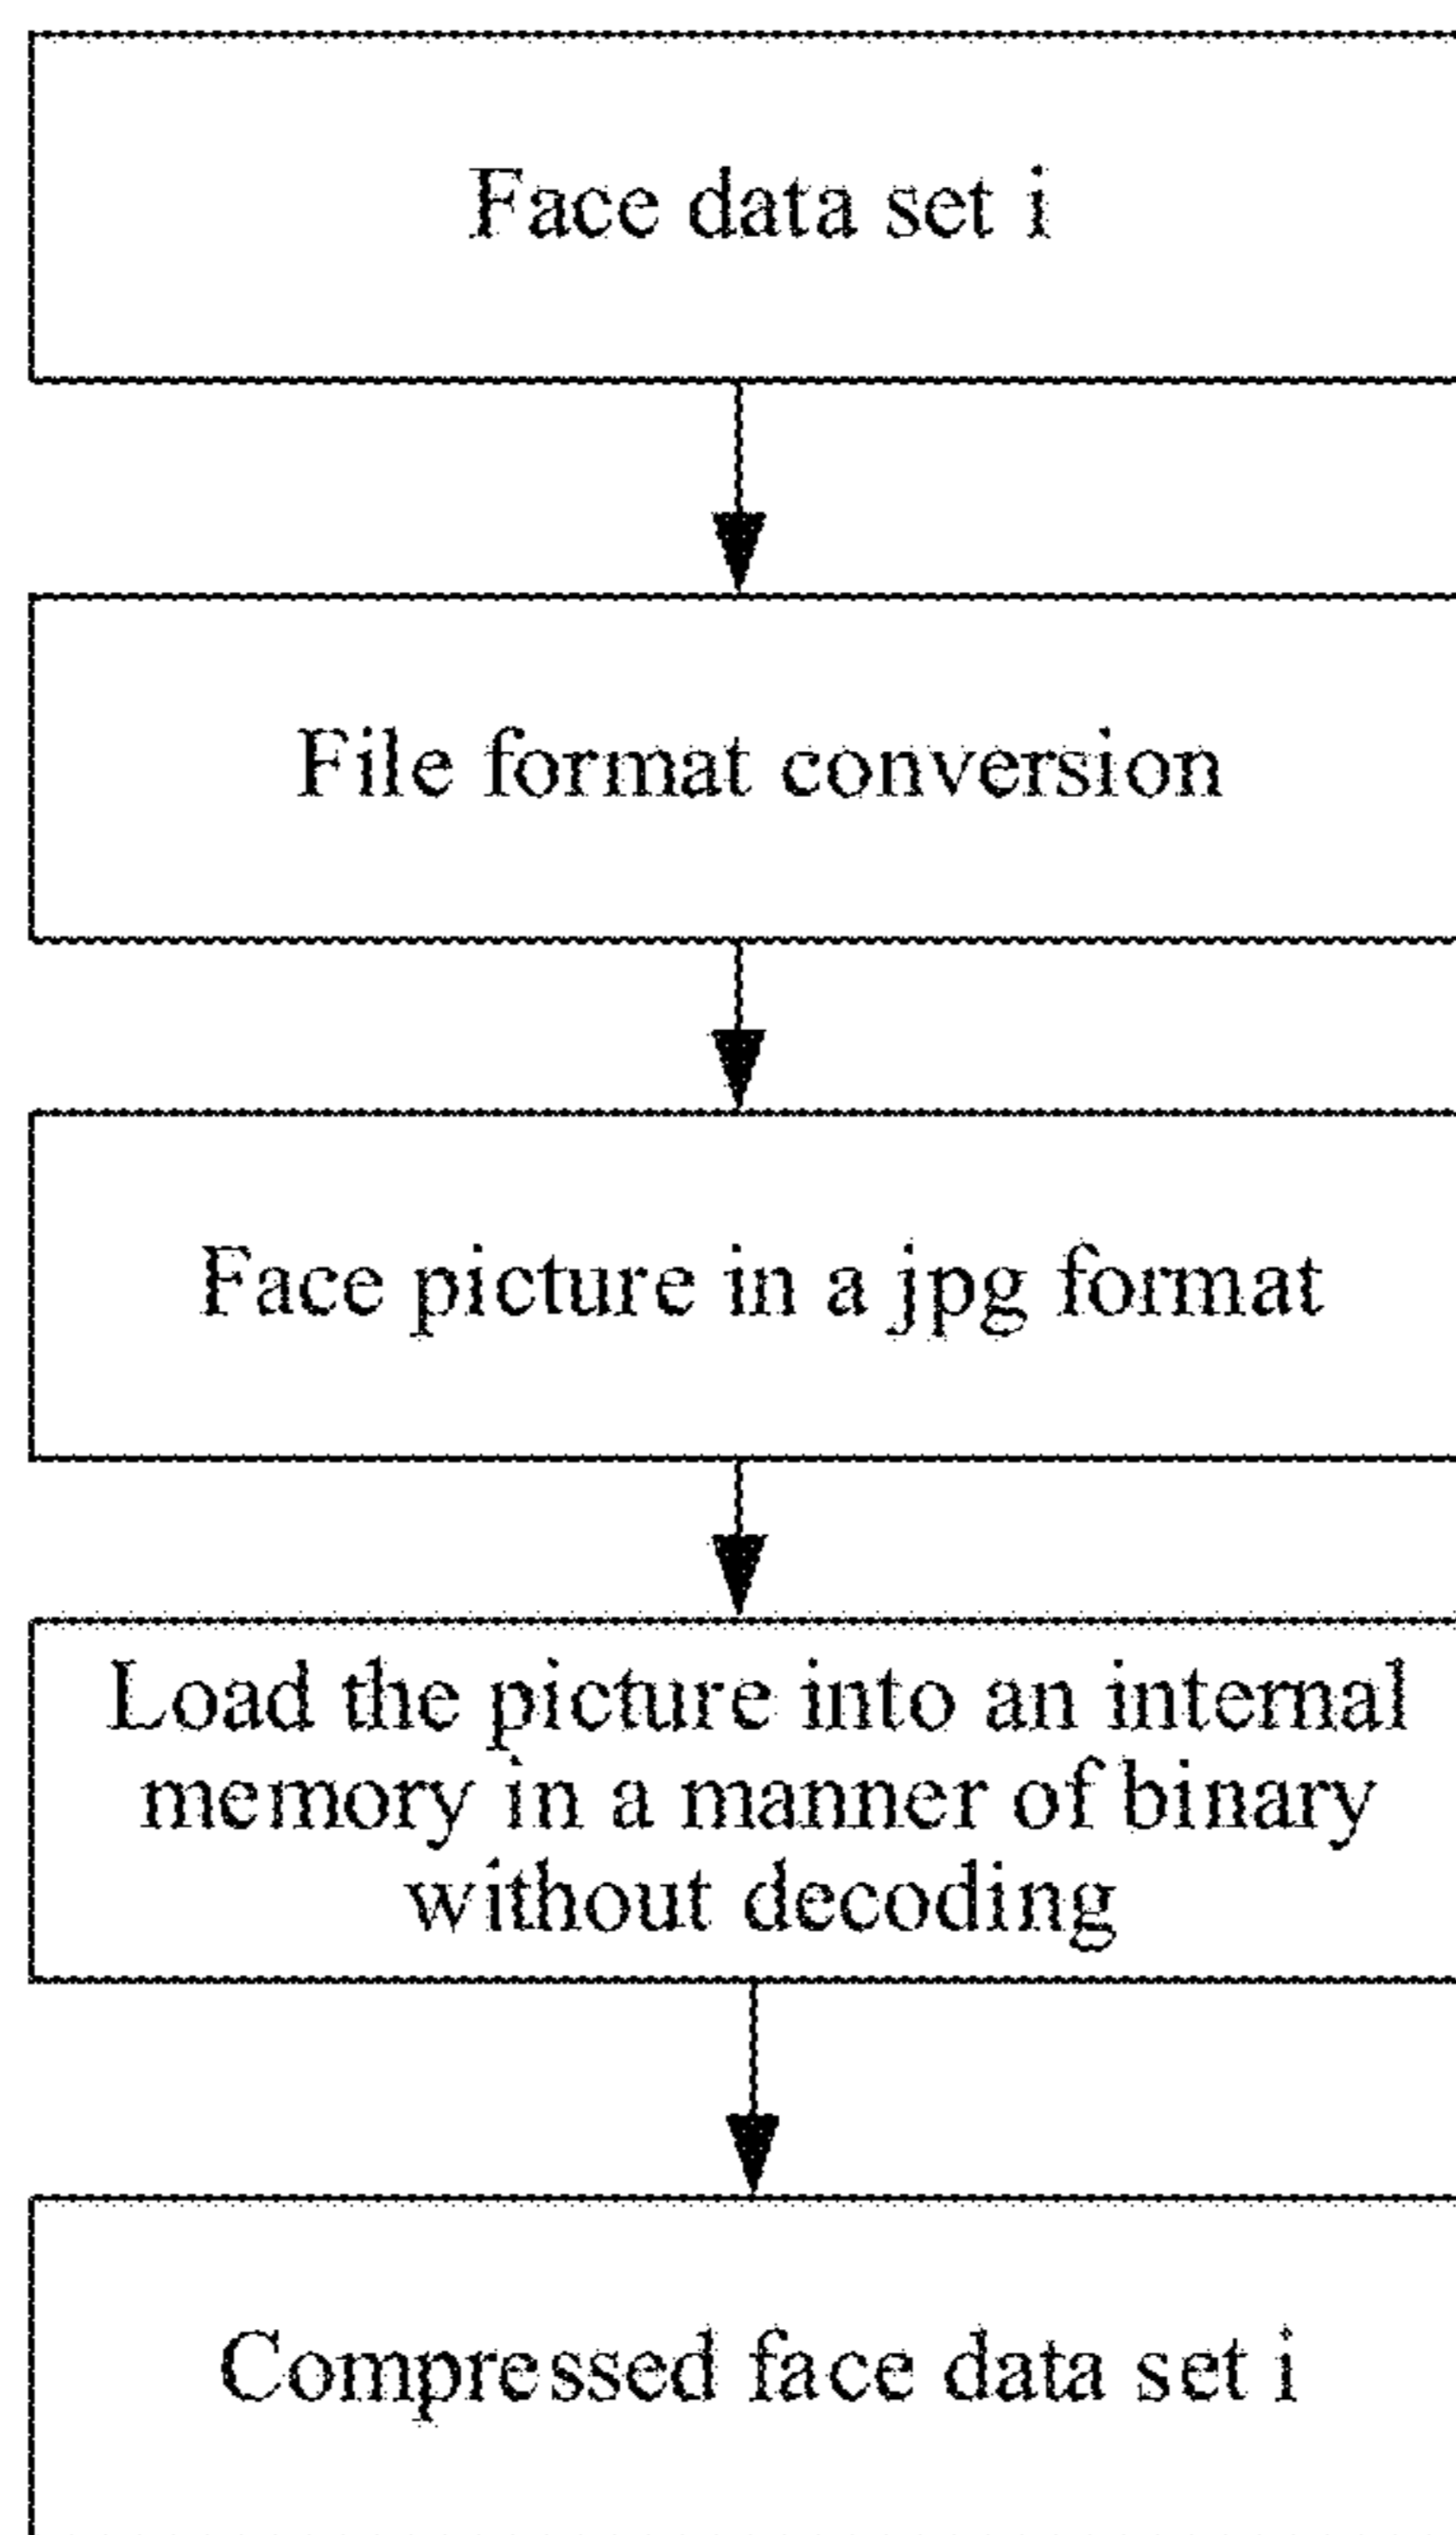 Face data set i
File format conversion
Face picture in a jpg format
Load the picture into an internal
memory in a manner of binary
without decoding
Compressed face data set i